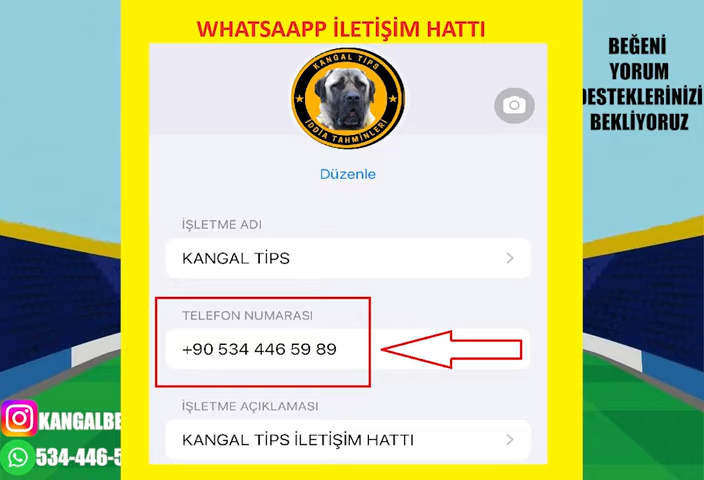 WHATSAAPP İLETİŞİM HATTI
BEĞENİ
YORUM
DESTEKLERİNİZİ
BEKLİYORUZ
KANGAL TIPS
İDDİA TAHMİNLERİ
Düzenle
İŞLETME ADI
KANGAL TİPS
TELEFON NUMARASI
+90 534 446 59 89
İŞLETME AÇIKLAMASI
KANGAL TİPS İLETİŞİM HATTI
KANGALBE
534-446-5